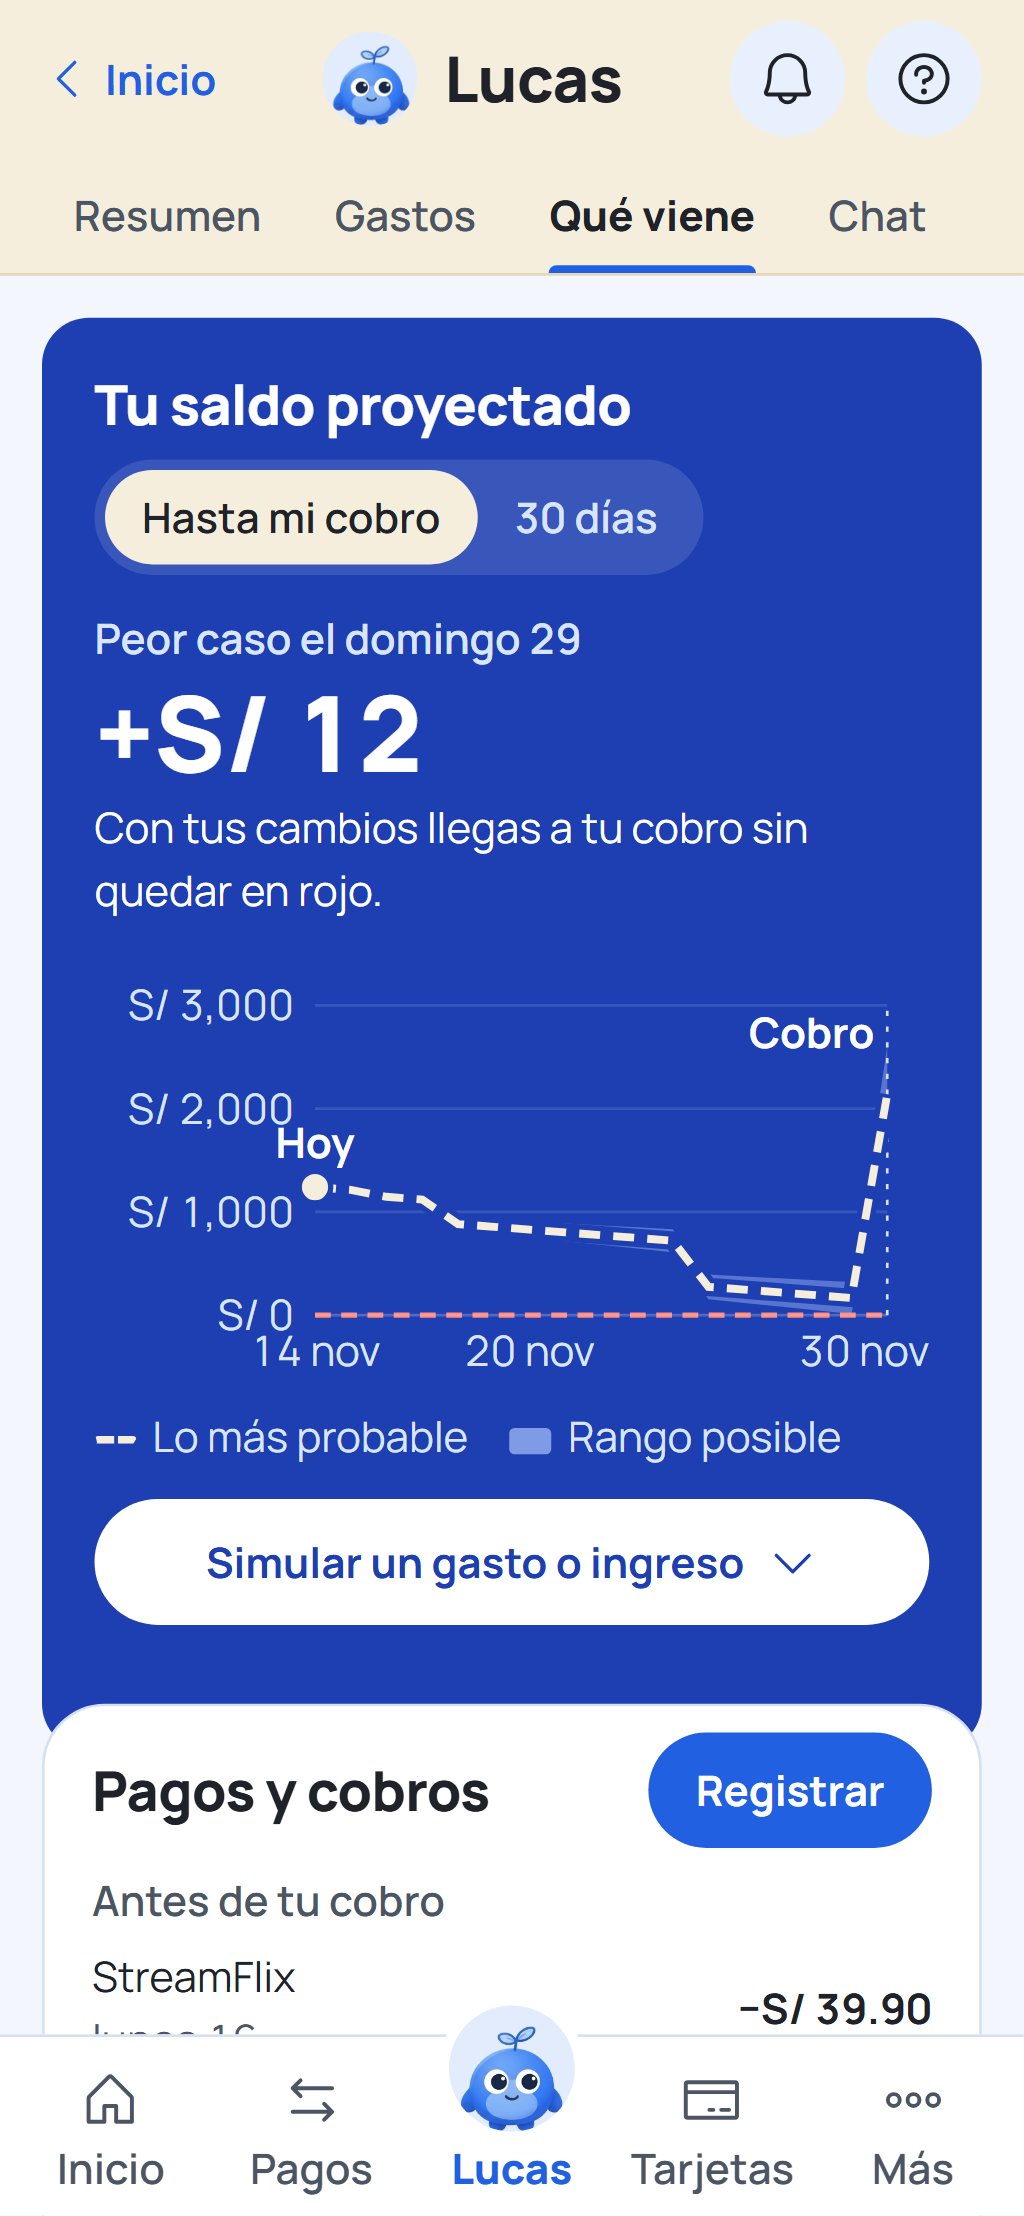 Inicio
Lucas
Resumen
Gastos
Qué viene
Chat
Tu saldo proyectado
Hasta mi cobro
30 días
Peor caso el domingo 29
+S/ 12
Con tus cambios llegas a tu cobro sin
quedar en rojo.
S/ 3,000
Cobro
S/ 2,000
Hoy
S/ 1,000
S/ 0
14 nov
20 nov
30 nov
Lo más probable
Rango posible
Simular un gasto o ingreso
Pagos y cobros
Registrar
Antes de tu cobro
StreamFlix
−S/ 39.90
Inicio
Pagos
Lucas
Tarjetas
Más